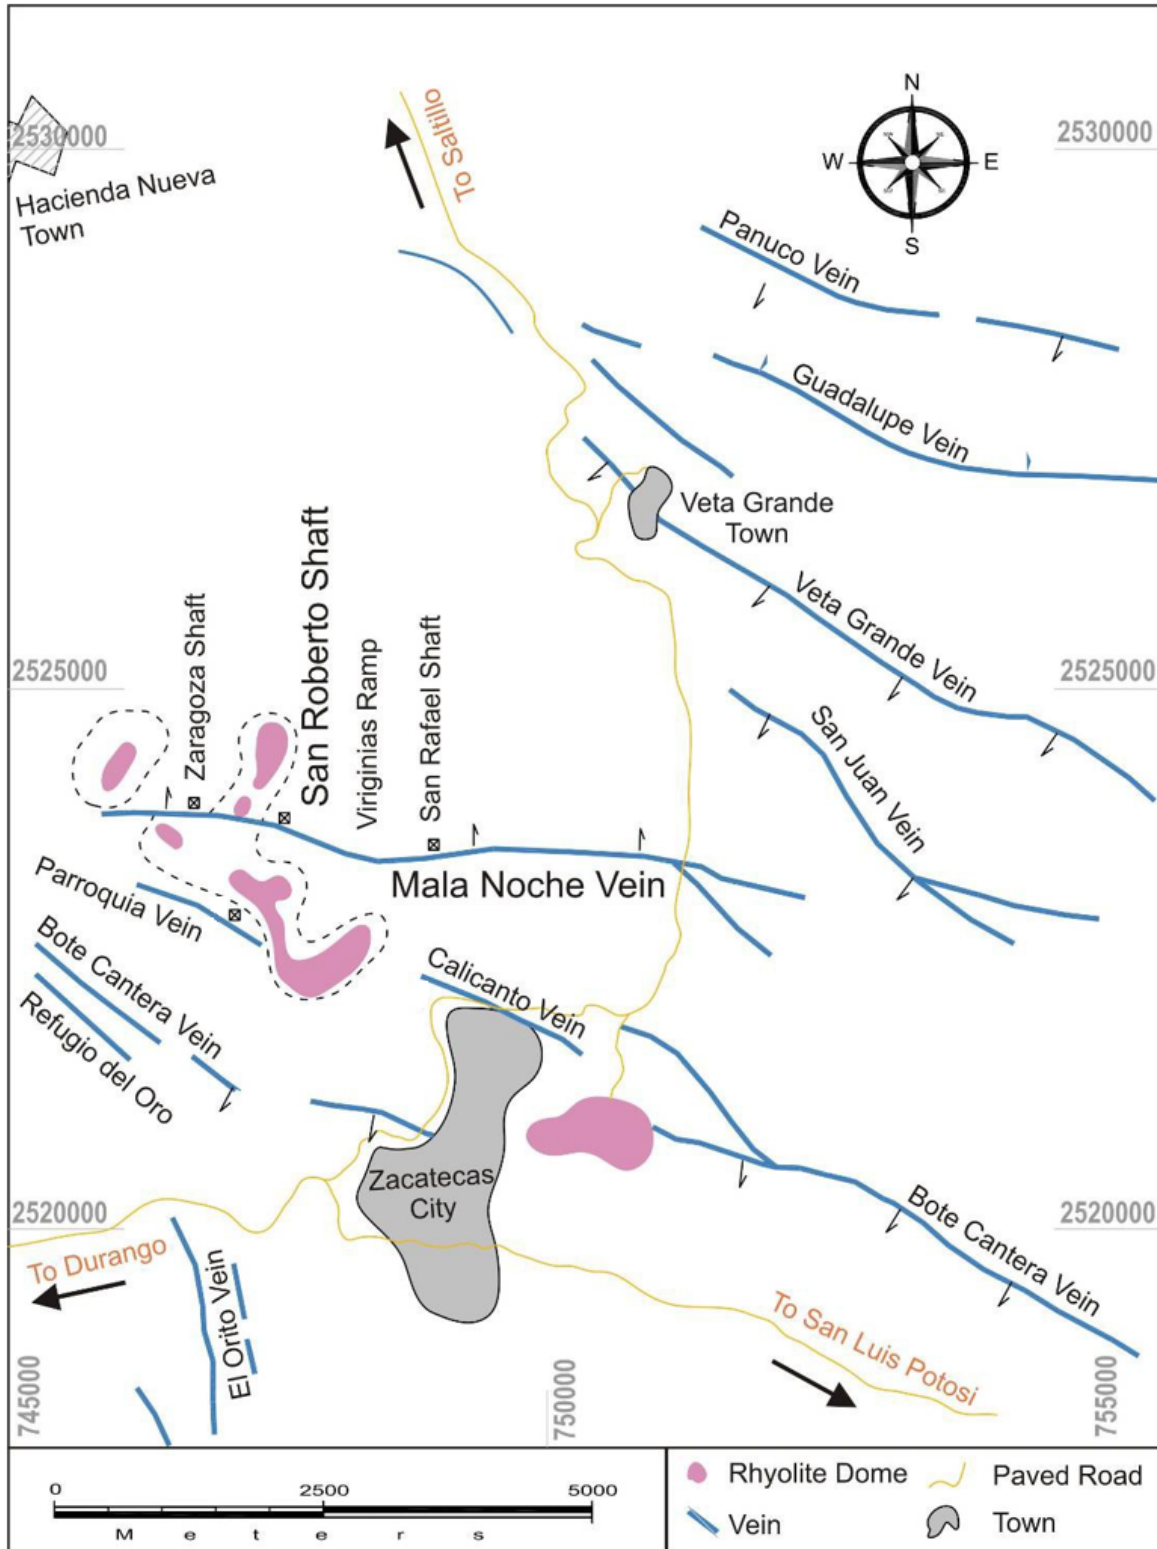 N
W
E
S
2530000
2530000
Hacienda Nueva
Town
To Saltillo
Panuco Vein
Guadalupe Vein
Veta Grande
Town
Veta Grande Vein
2525000
2525000
San Juan Vein
Zaragoza Shaft
San Roberto Shaft
Viriginias Ramp
San Rafael Shaft
Mala Noche Vein
Parroquia Vein
Bote Cantera Vein
Refugio del Oro
Calicanto Vein
Zacatecas
City
Bote Cantera Vein
2520000
2520000
To Durango
El Orito Vein
To San Luis Potosi
745000
750000
755000
0
2500
5000
Meters
Rhyolite Dome
Paved Road
Vein
Town